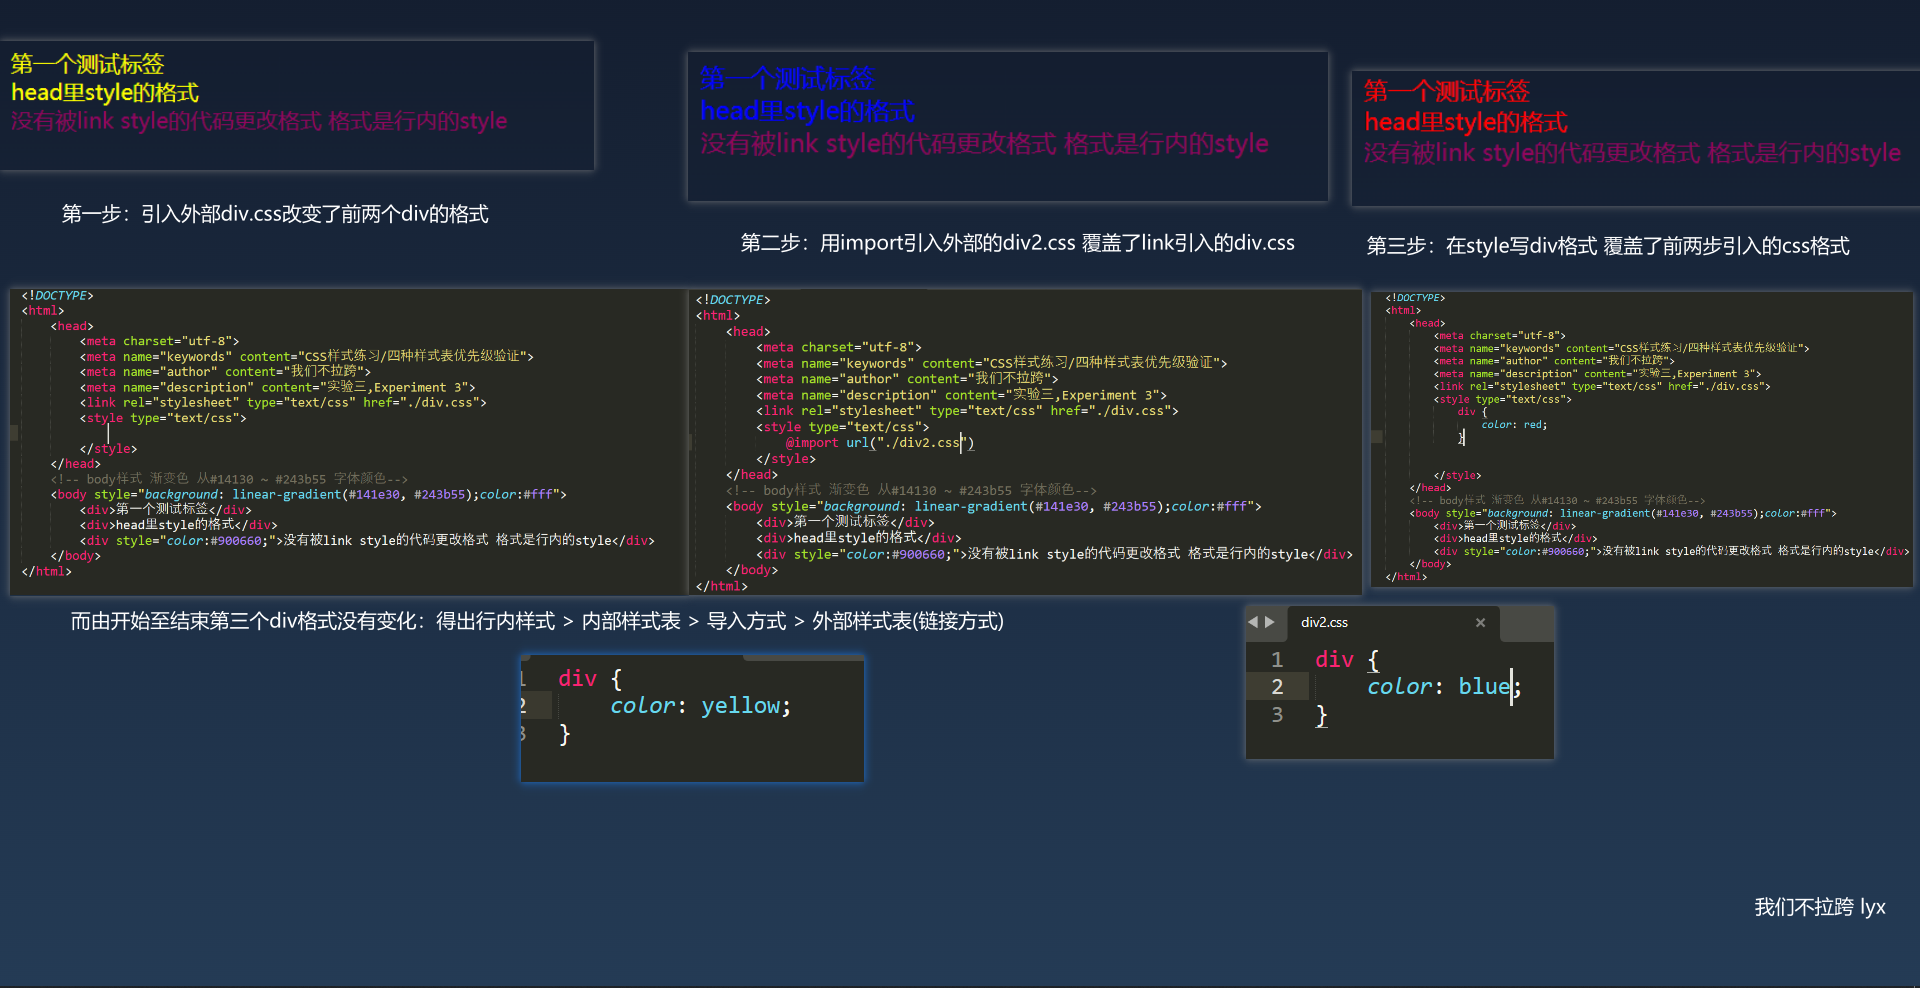 第一个测试标签
head里style的格式
没有被link style的代码更改格式 格式是行内的style
第一步：引入外部div.css改变了前两个div的格式
第一个测试标签
head里style的格式
没有被link style的代码更改格式 格式是行内的style
第二步：用import引入外部的div2.css 覆盖了link引入的div.css
第一个测试标签
head里style的格式
没有被link style的代码更改格式 格式是行内的style
第三步：在style写div格式 覆盖了前两步引入的css格式
<!DOCTYPE>
<html>
<head>
<meta charset="utf-8">
<meta name="keywords" content="CSS样式练习/四种样式表优先级验证">
<meta name="author" content="我们不拉跨">
<meta name="description" content="实验三,Experiment 3">
<link rel="stylesheet" type="text/css" href="./div.css">
<style type="text/css">
</style>
</head>
<!-- body样式 渐变色 从#14130 ~ #243b55 字体颜色-->
<body style="background: linear-gradient(#141e30, #243b55);color:#fff">
<div>第一个测试标签</div>
<div>head里style的格式</div>
<div style="color:#900660;">没有被link style的代码更改格式 格式是行内的style</div>
</body>
</html>
<!DOCTYPE>
<html>
<head>
<meta charset="utf-8">
<meta name="keywords" content="CSS样式练习/四种样式表优先级验证">
<meta name="author" content="我们不拉跨">
<meta name="description" content="实验三,Experiment 3">
<link rel="stylesheet" type="text/css" href="./div.css">
<style type="text/css">
@import url("./div2.css")
</style>
</head>
<!-- body样式 渐变色 从#14130 ~ #243b55 字体颜色-->
<body style="background: linear-gradient(#141e30, #243b55);color:#fff">
<div>第一个测试标签</div>
<div>head里style的格式</div>
<div style="color:#900660;">没有被link style的代码更改格式 格式是行内的style</div>
</body>
</html>
<!DOCTYPE>
<html>
<head>
<meta charset="utf-8">
<meta name="keywords" content="CSS样式练习/四种样式表优先级验证">
<meta name="author" content="我们不拉跨">
<meta name="description" content="实验三,Experiment 3">
<link rel="stylesheet" type="text/css" href="./div.css">
<style type="text/css">
div {
color: red;
}
</style>
</head>
<!-- body样式 渐变色 从#14130 ~ #243b55 字体颜色-->
<body style="background: linear-gradient(#141e30, #243b55);color:#fff">
<div>第一个测试标签</div>
<div>head里style的格式</div>
<div style="color:#900660;">没有被link style的代码更改格式 格式是行内的style</div>
</body>
</html>
而由开始至结束第三个div格式没有变化：得出行内样式 > 内部样式表 > 导入方式 > 外部样式表(链接方式)
1 div {
2 color: yellow;
3 }
div2.css ×
1 div {
2 color: blue;
3 }
我们不拉跨 lyx